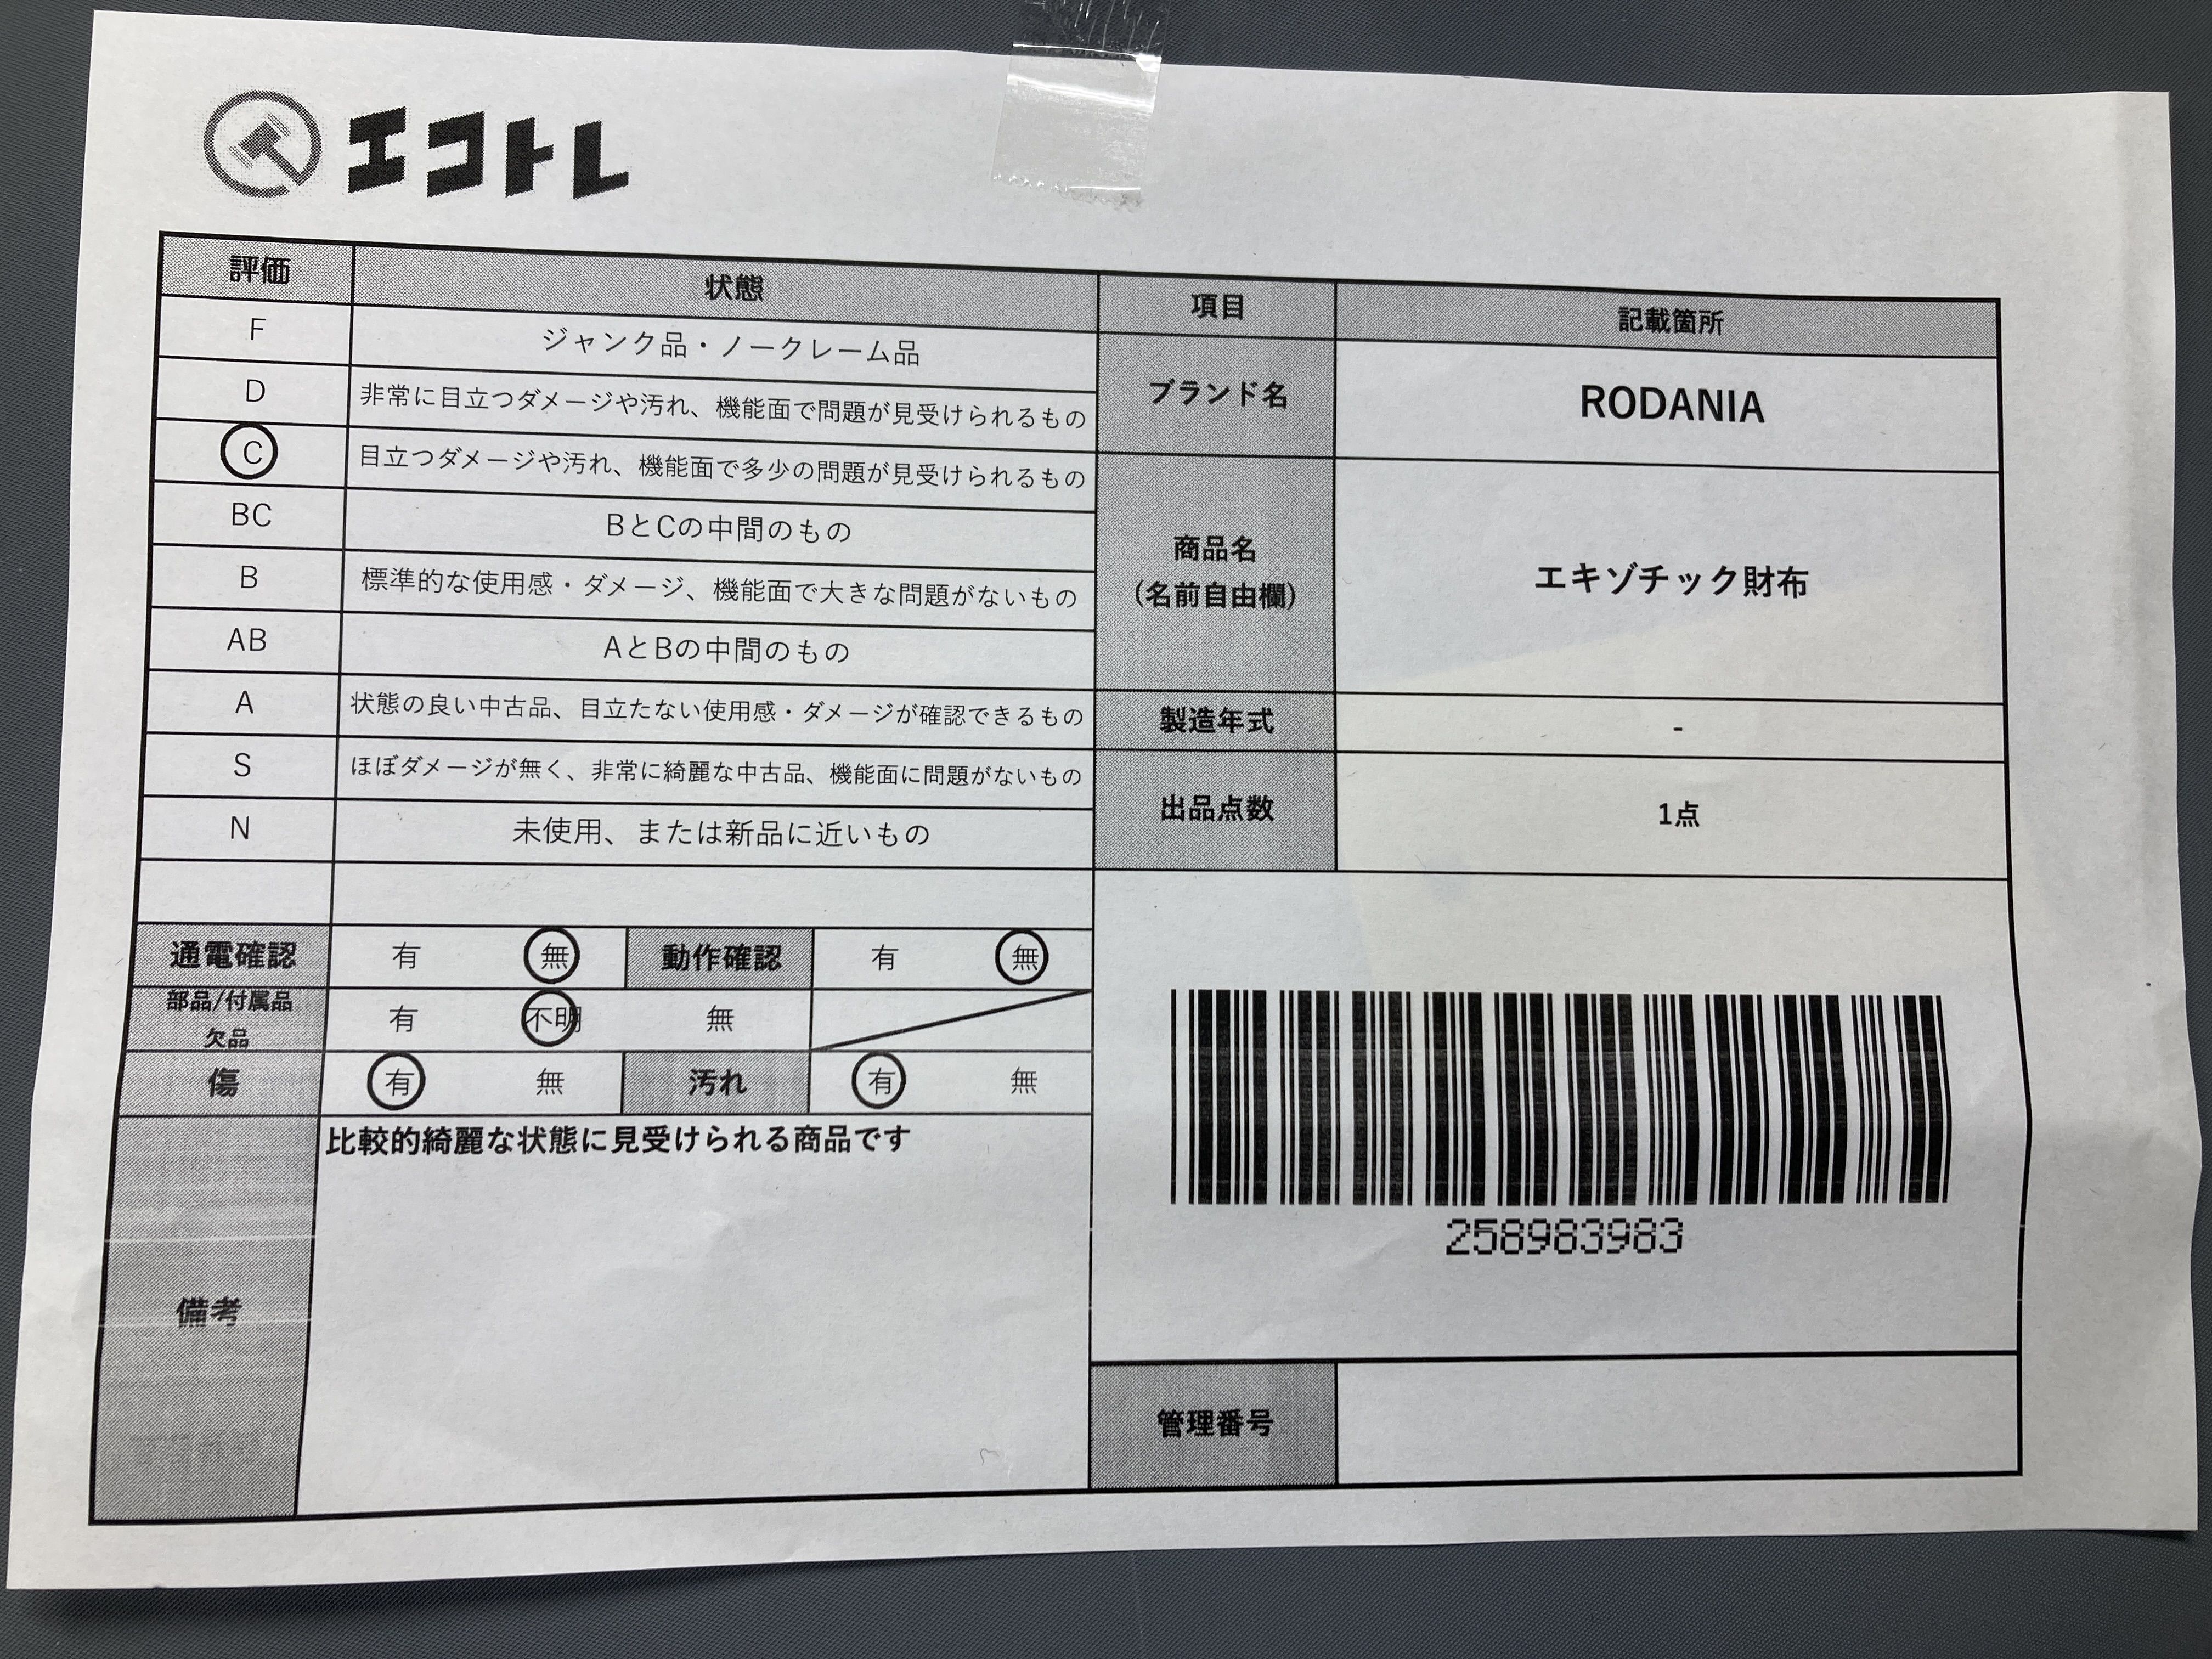 エコトレ
評価 状態 項目 記載箇所
F ジャンク品・ノークレーム品
D 非常に目立つダメージや汚れ、機能面で問題が見受けられるもの
C 目立つダメージや汚れ、機能面で多少の問題が見受けられるもの
BC BとCの中間のもの
B 標準的な使用感・ダメージ、機能面で大きな問題がないもの
AB AとBの中間のもの
A 状態の良い中古品、目立たない使用感・ダメージが確認できるもの
S ほぼダメージが無く、非常に綺麗な中古品、機能面に問題がないもの
N 未使用、または新品に近いもの
ブランド名 RODANIA
商品名
(名前自由欄)
エキゾチック財布
製造年式 -
出品点数 1点
通電確認 有 無 動作確認 有 無
部品/付属品
欠品
有 不明 無
傷 有 無 汚れ 有 無
備考
比較的綺麗な状態に見受けられる商品です
258983983
管理番号